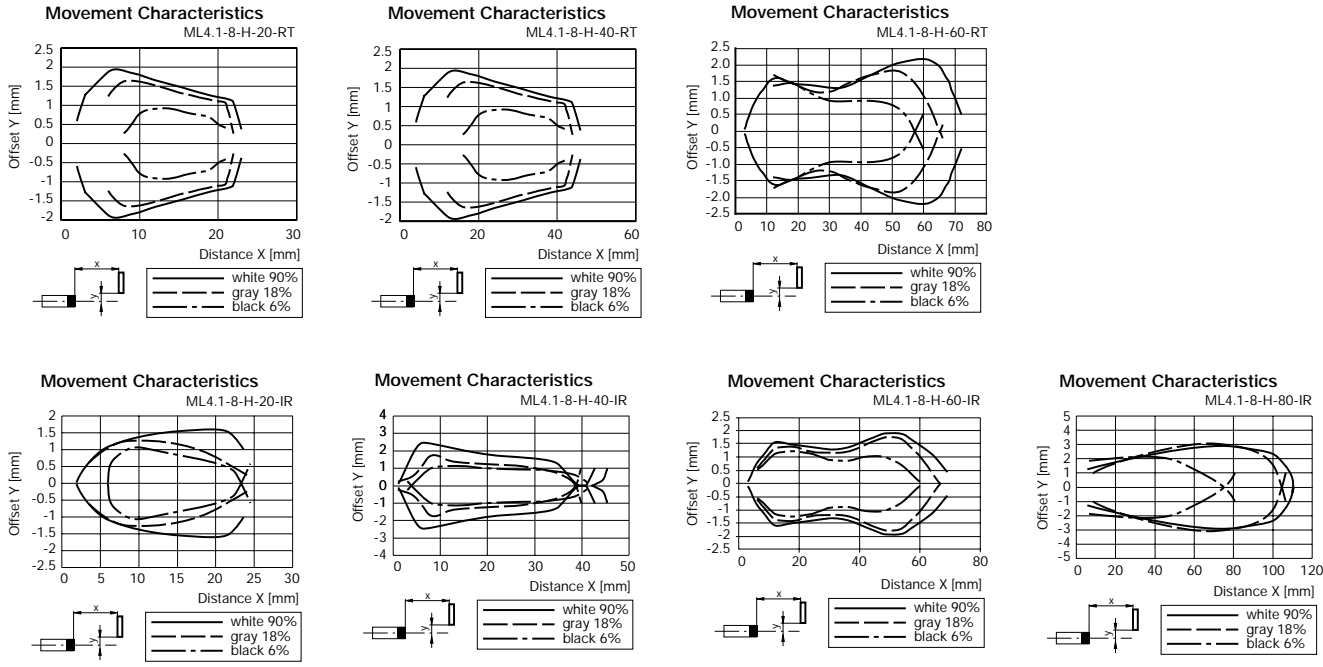 Movement Characteristics
ML4.1-8-H-20-RT
Offset Y [mm]
2.5
2
1.5
1
0.5
0
-0.5
-1
-1.5
-2
0 10 20 30
Distance X [mm]
x
y
white 90%
gray 18%
black 6%
Movement Characteristics
ML4.1-8-H-40-RT
Offset Y [mm]
2.5
2
1.5
1
0.5
0
-0.5
-1
-1.5
-2
0 20 40 60
Distance X [mm]
x
y
white 90%
gray 18%
black 6%
Movement Characteristics
ML4.1-8-H-60-RT
Offset Y [mm]
2.5
2.0
1.5
1.0
0.5
0
-0.5
-1.0
-1.5
-2.0
-2.5
0 10 20 30 40 50 60 70 80
Distance X [mm]
x
y
white 90%
gray 18%
black 6%
Movement Characteristics
ML4.1-8-H-20-IR
Offset Y [mm]
2
1.5
1
0.5
0
-0.5
-1
-1.5
-2
-2.5
0 5 10 15 20 25 30
Distance X [mm]
x
y
white 90%
gray 18%
black 6%
Movement Characteristics
ML4.1-8-H-40-IR
Offset Y [mm]
4
3
2
1
0
-1
-2
-3
-4
0 10 20 30 40 50
Distance X [mm]
x
y
white 90%
gray 18%
black 6%
Movement Characteristics
ML4.1-8-H-60-IR
Offset Y [mm]
2.5
2
1.5
1
0.5
0
-0.5
-1
-1.5
-2
-2.5
0 20 40 60 80
Distance X [mm]
x
y
white 90%
gray 18%
black 6%
Movement Characteristics
ML4.1-8-H-80-IR
Offset Y [mm]
5
4
3
2
1
0
-1
-2
-3
-4
-5
0 20 40 60 80 100 120
Distance X [mm]
x
y
white 90%
gray 18%
black 6%